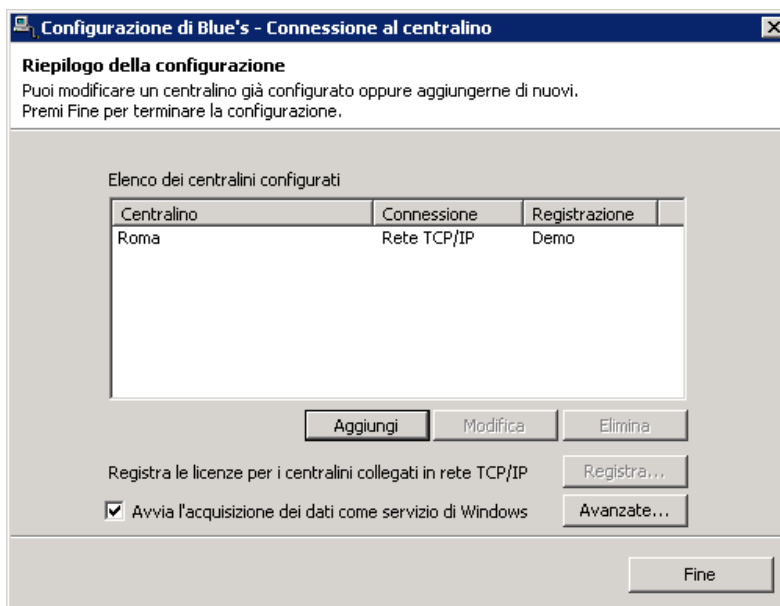 Configurazione di Blue's - Connessione al centralino
Riepilogo della configurazione
Puoi modificare un centralino già configurato oppure aggiungerne di nuovi.
Premi Fine per terminare la configurazione.
Elenco dei centralini configurati
Centralino Connessione Registrazione
Roma Rete TCP/IP Demo
Aggiungi Modifica Elimina
Registra le licenze per i centralini collegati in rete TCP/IP Registra...
Avvia l'acquisizione dei dati come servizio di Windows Avanzate...
Fine